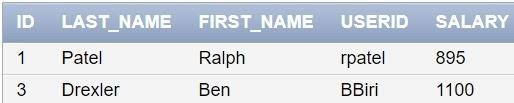 ID LAST_NAME FIRST_NAME USERID SALARY
1 Patel Ralph rpatel 895
3 Drexler Ben BBiri 1100